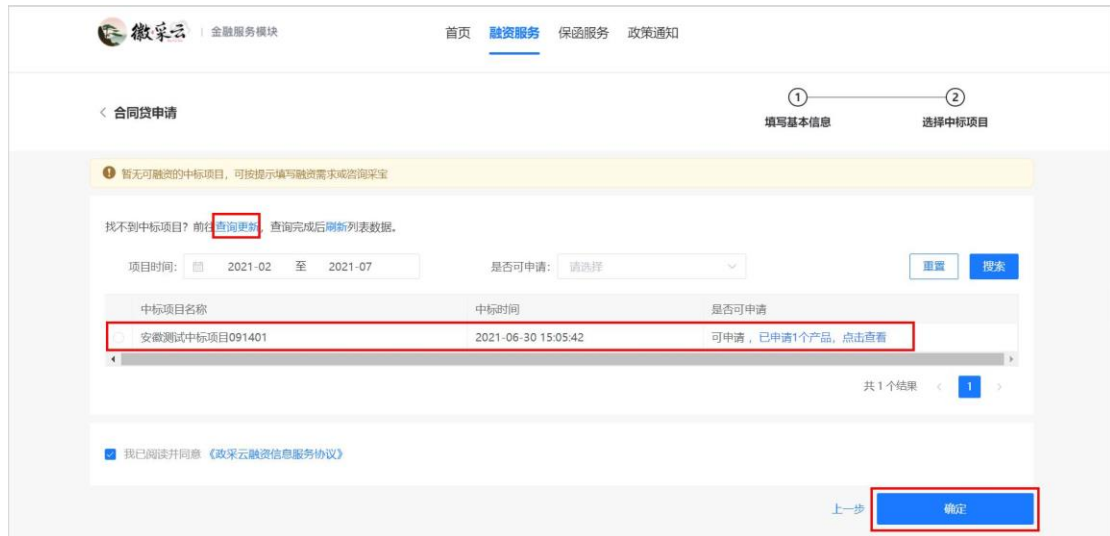 徽采云 | 金融服务模块 首页 融资服务 保函服务 政策通知
< 合同贷申请
1 2
填写基本信息 选择中标项目
暂无可融资的中标项目，可按提示填写融资需求或咨询采宝
找不到中标项目？前往查询更新，查询完成后刷新列表数据。
项目时间： 2021-02 至 2021-07 是否可申请： 请选择 重置 搜索
中标项目名称 中标时间 是否可申请
安徽测试中标项目091401 2021-06-30 15:05:42 可申请，已申请1个产品，点击查看
共 1 个结果 < 1 >
我已阅读并同意《政采云融资信息服务协议》
上一步 确定